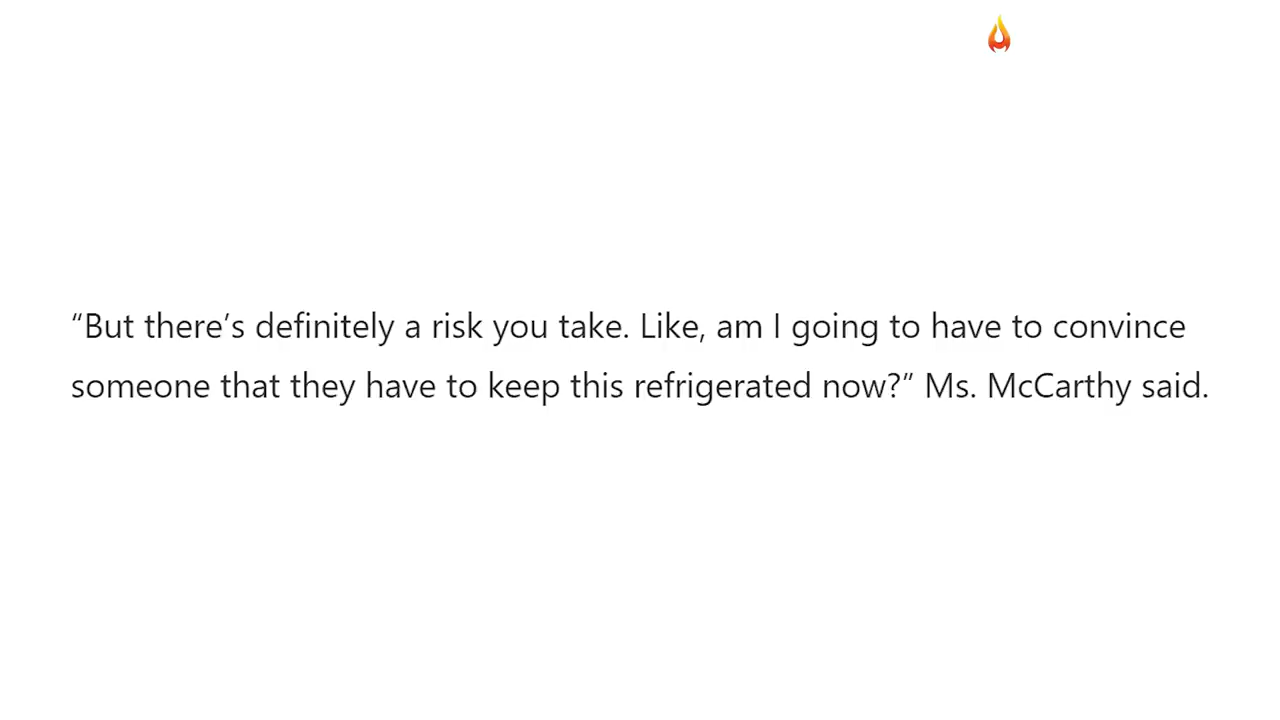 “But there’s definitely a risk you take. Like, am I going to have to convince
someone that they have to keep this refrigerated now?” Ms. McCarthy said.